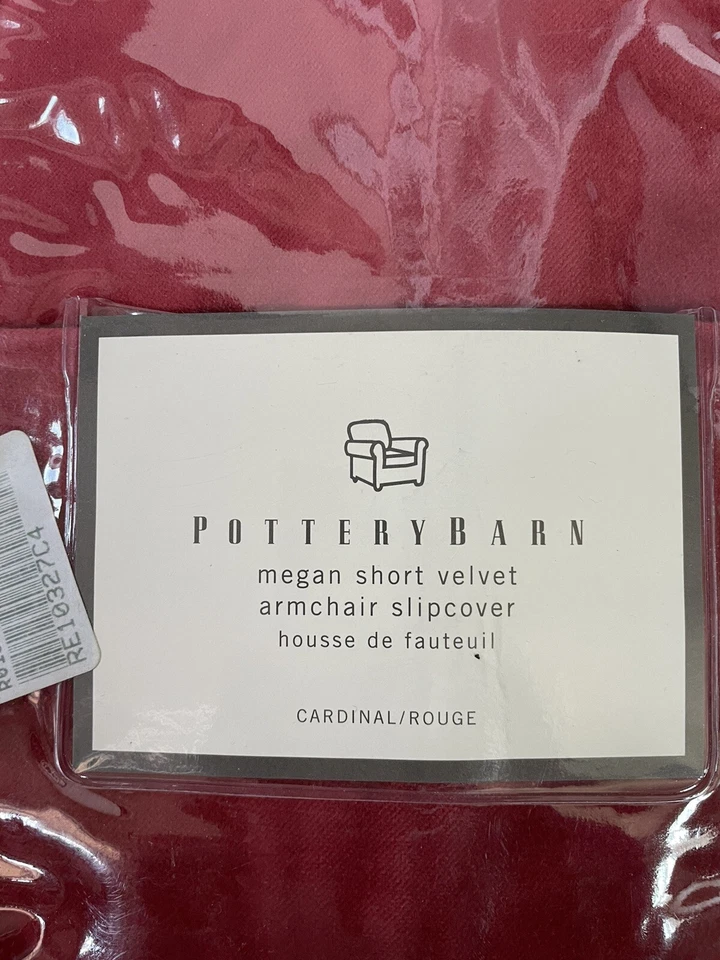 POTTERYBARN
megan short velvet
armchair slipcover
housse de fauteuil
CARDINAL/ROUGE
RE10327C4